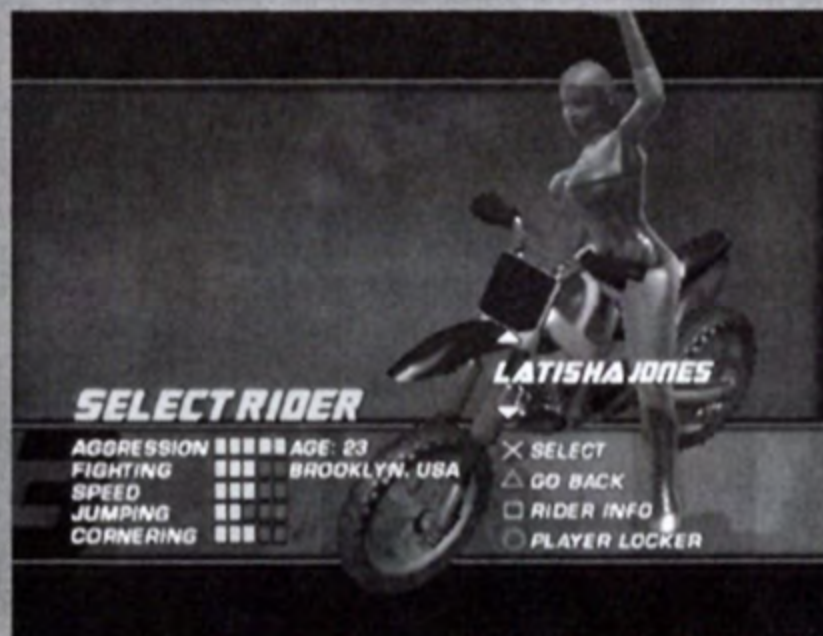 LATISHA JONES
SELECT RIDER
AGGRESSION AGE: 23
FIGHTING BROOKLYN, USA
SPEED
JUMPING
CORNERING
SELECT
GO BACK
RIDER INFO
PLAYER LOCKER